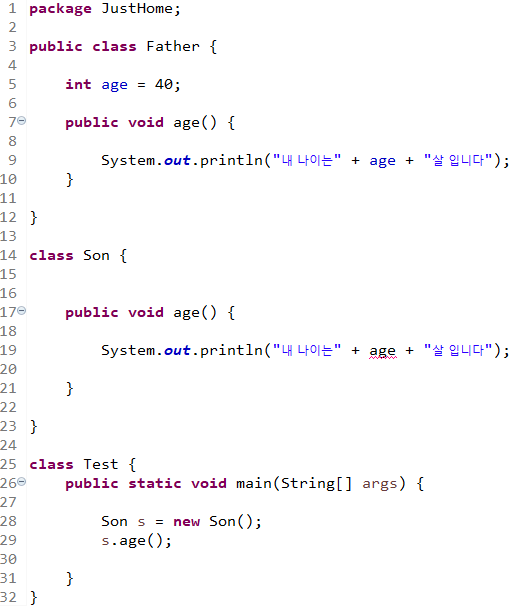 1 package JustHome;
2
3 public class Father {
4
5     int age = 40;
6
7     public void age() {
8
9         System.out.println("내 나이는" + age + "살 입니다");
10     }
11
12 }
13
14 class Son {
15
16
17     public void age() {
18
19         System.out.println("내 나이는" + age + "살 입니다");
20
21     }
22
23 }
24
25 class Test {
26     public static void main(String[] args) {
27
28         Son s = new Son();
29         s.age();
30
31     }
32 }